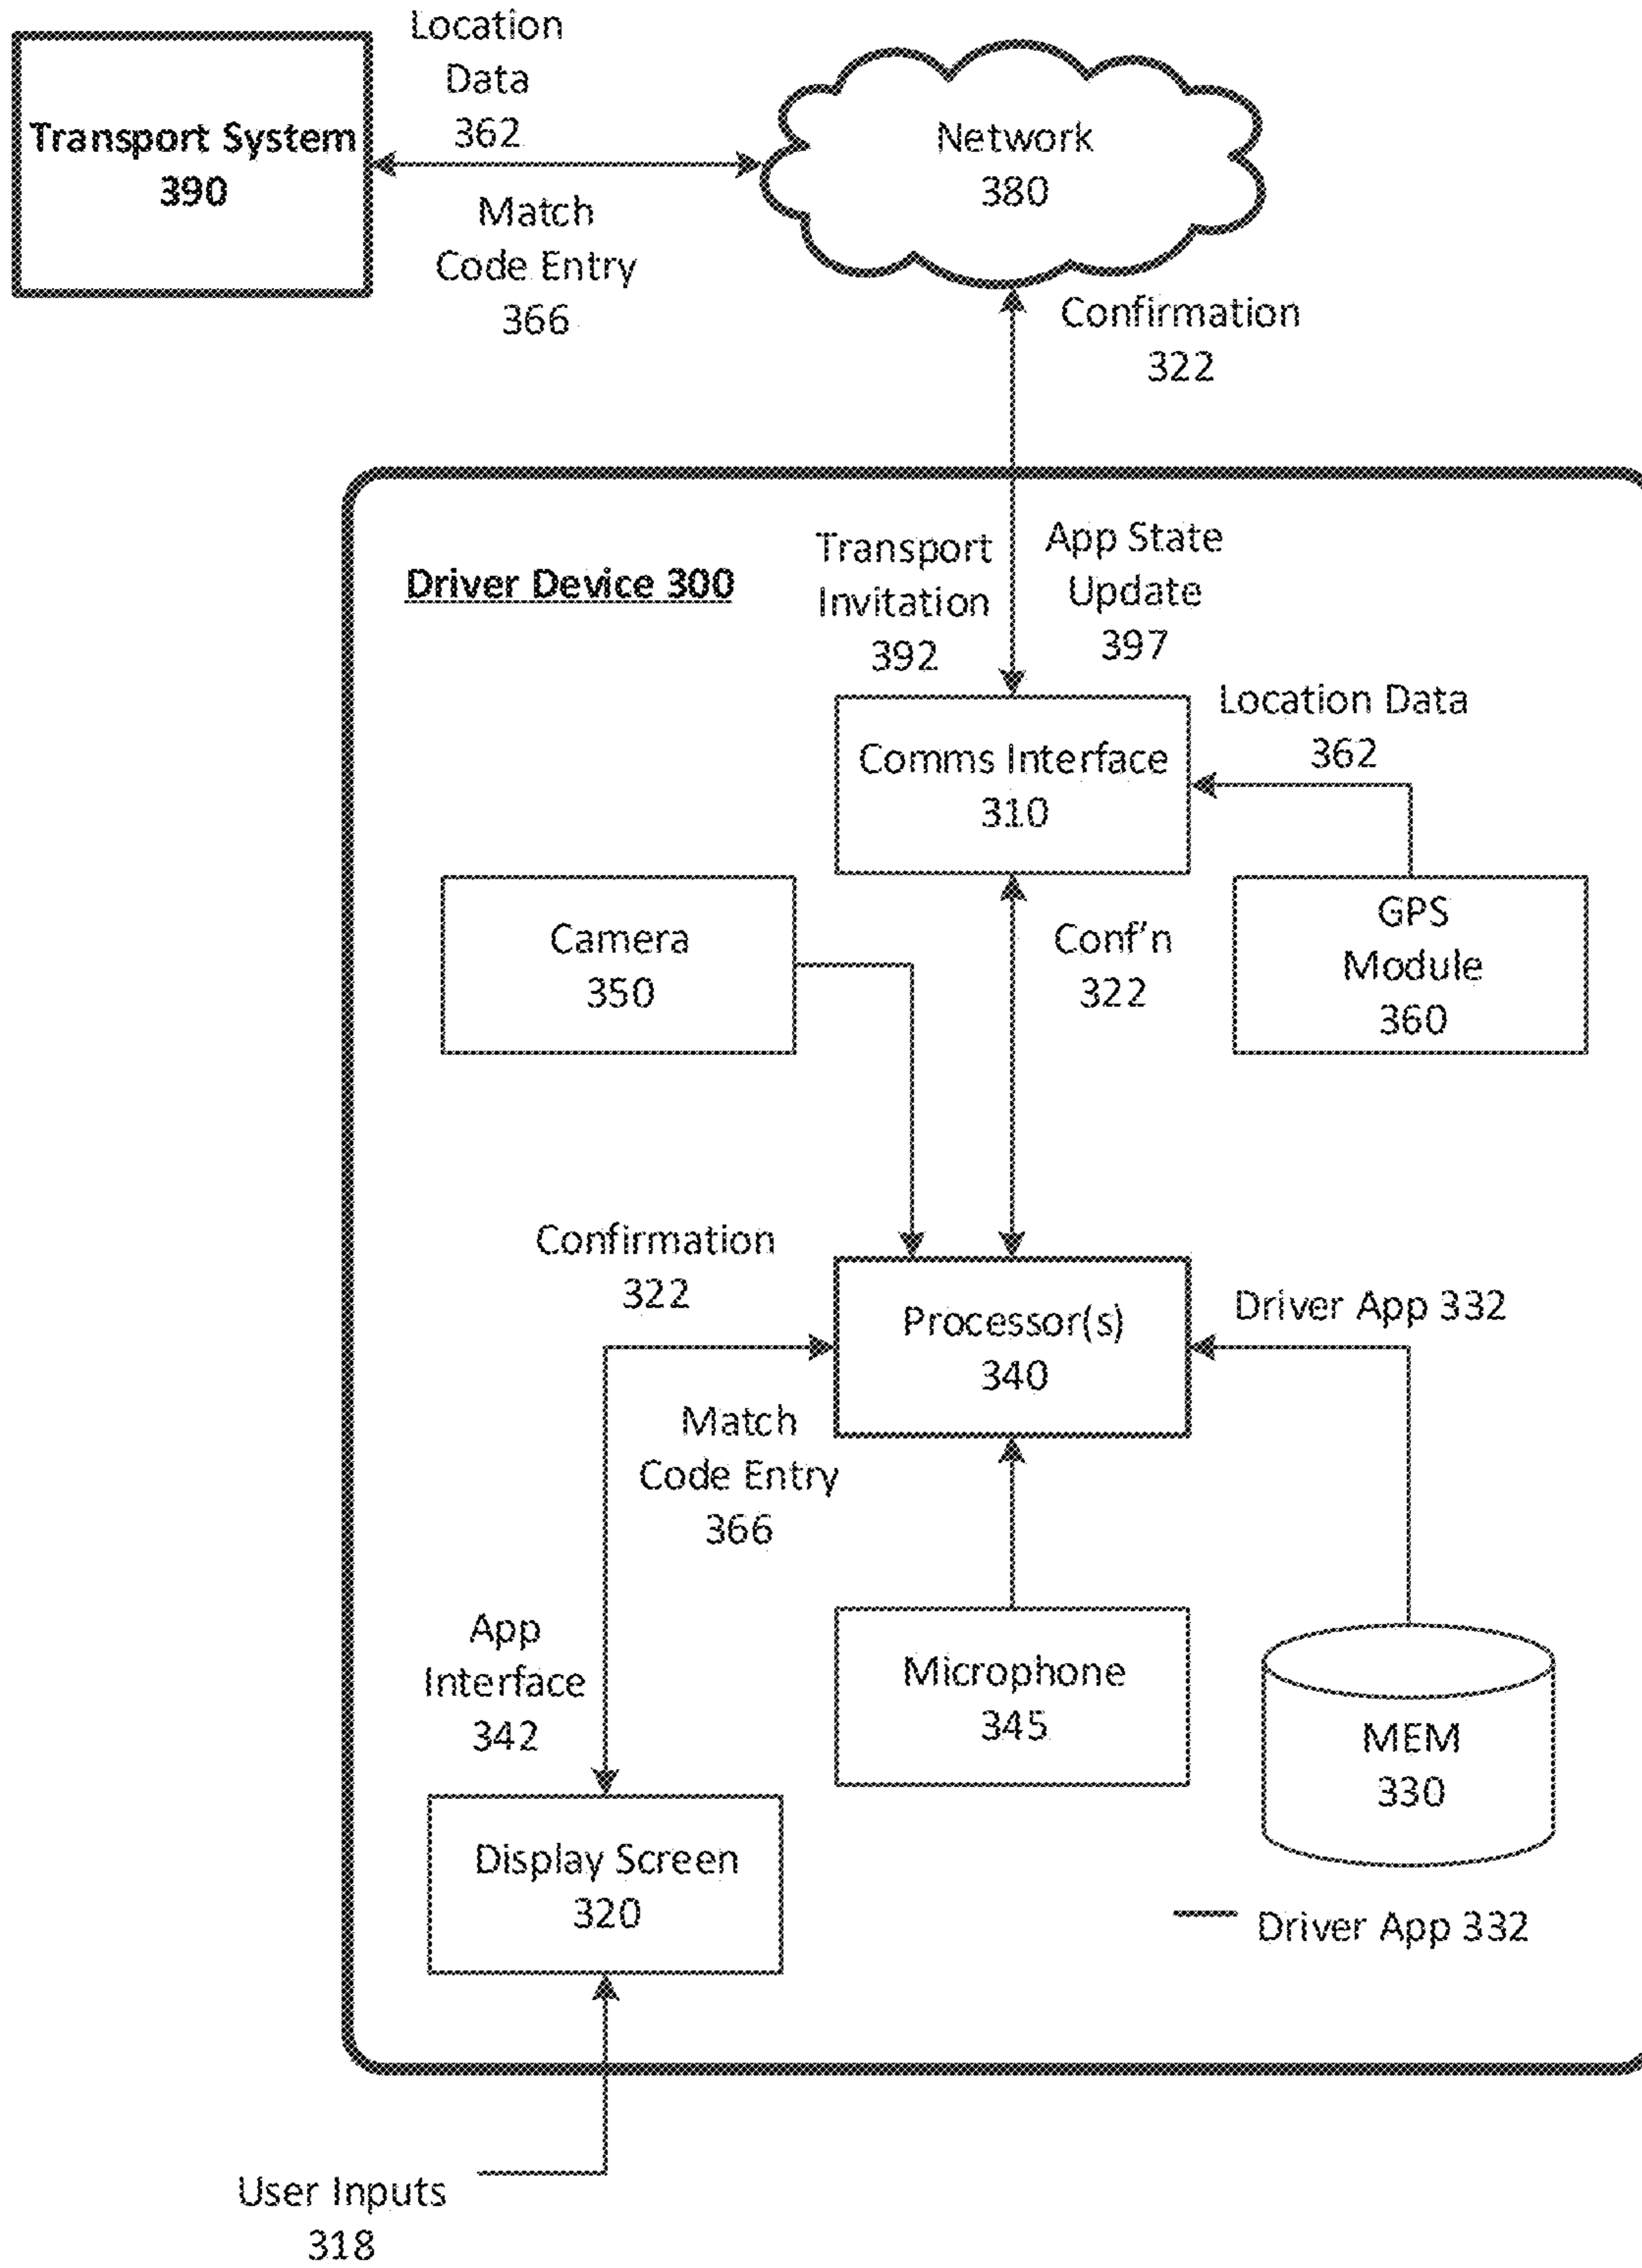 Location
Data
362
Transport System
390
Match
Code Entry
366
Network
380
Confirmation
322
Driver Device 300
Transport
Invitation
392
App State
Update
397
Location Data
362
Comms Interface
310
Camera
350
Conf'n
322
GPS
Module
360
Confirmation
322
Processor(s)
340
Driver App 332
Match
Code Entry
366
App
Interface
342
Microphone
345
MEM
330
Display Screen
320
Driver App 332
User Inputs
318